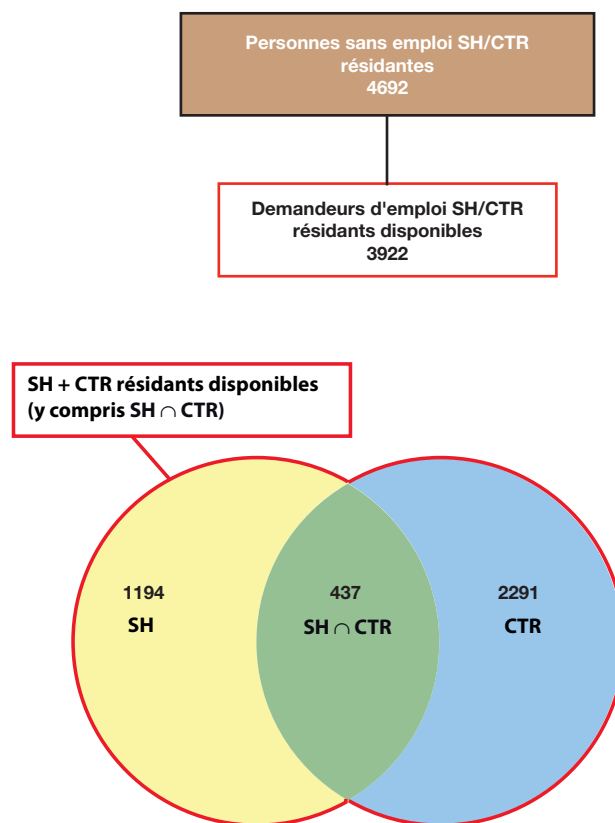 Personnes sans emploi SH/CTR
résidantes
4692
Demandeurs d'emploi SH/CTR
résidants disponibles
3922
SH + CTR résidants disponibles
(y compris SH ∩ CTR)
1194 437 2291
SH SH ∩ CTR CTR